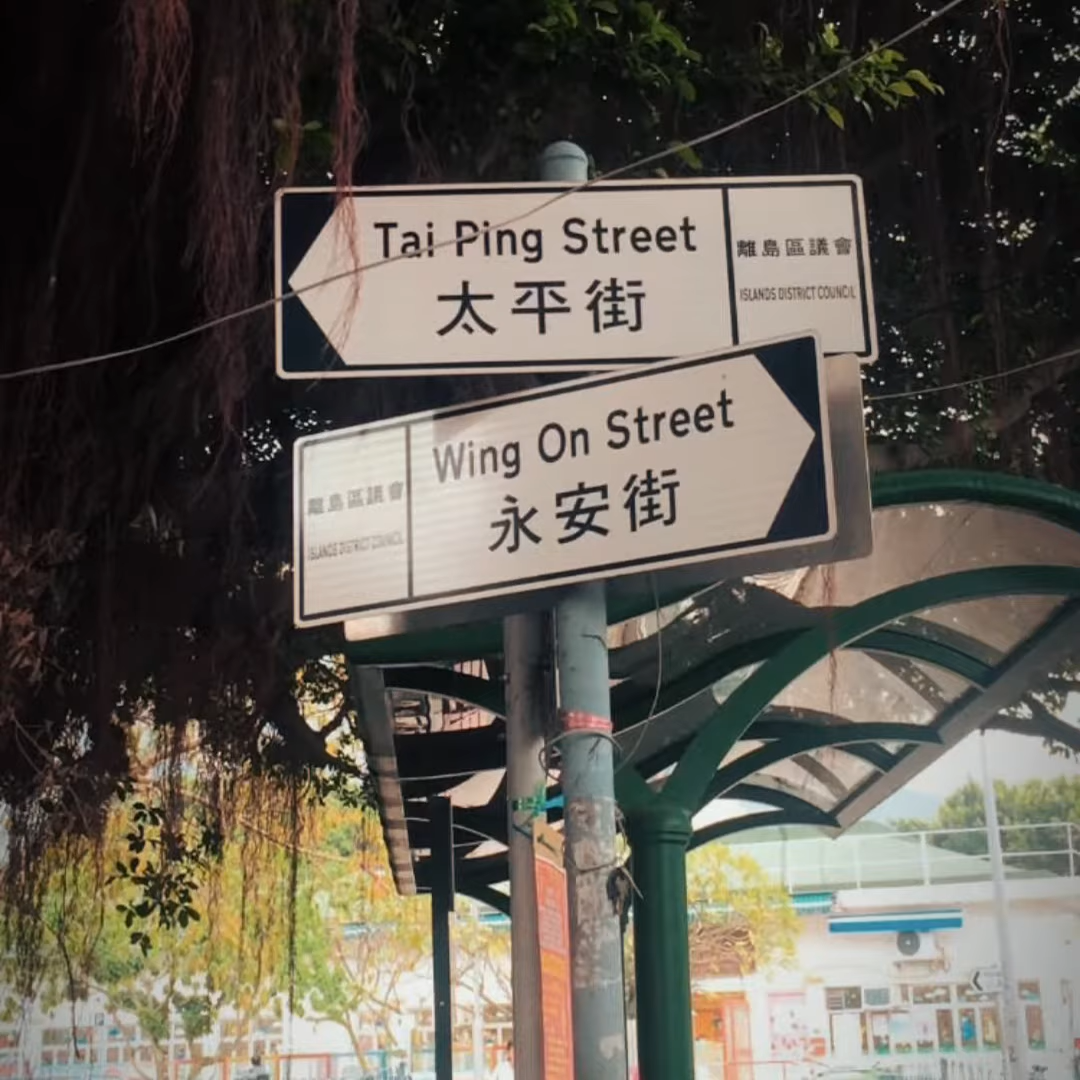 Tai Ping Street
太平街
離島區議會
ISLANDS DISTRICT COUNCIL
Wing On Street
永安街
離島區議會
ISLANDS DISTRICT COUNCIL